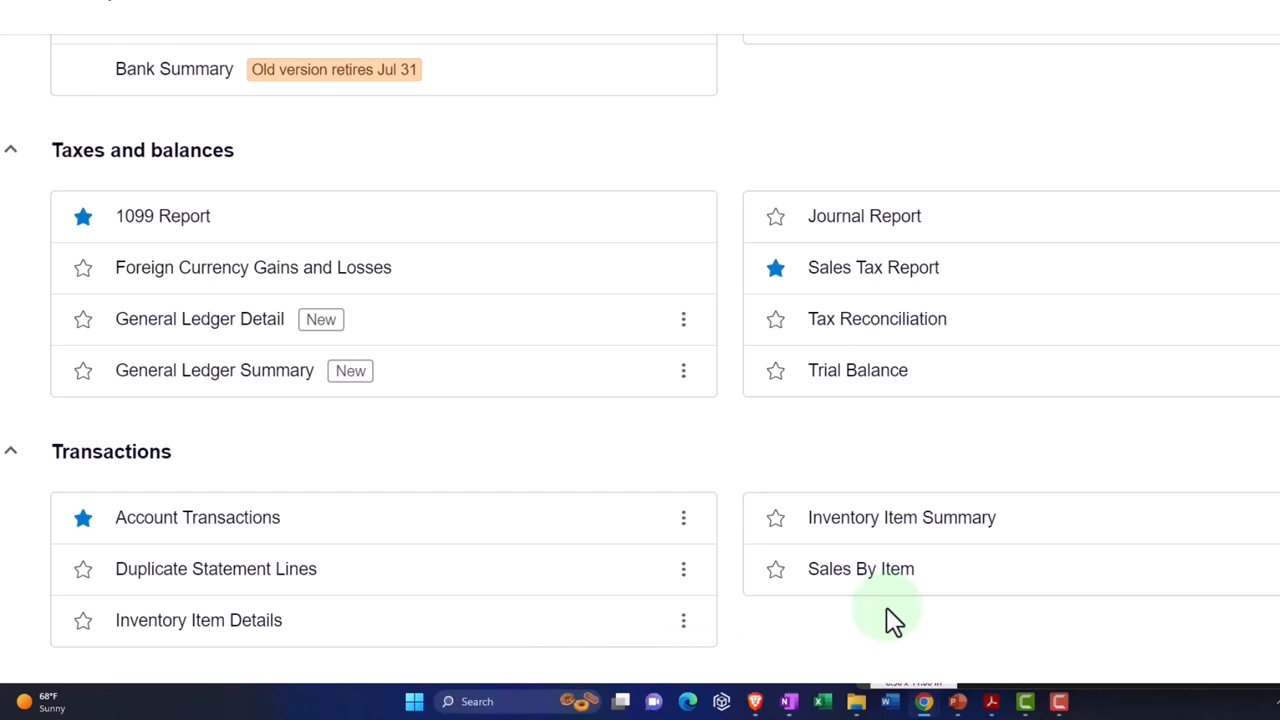 Bank Summary Old version retires Jul 31
Taxes and balances
1099 Report
Foreign Currency Gains and Losses
General Ledger Detail New
General Ledger Summary New
Journal Report
Sales Tax Report
Tax Reconciliation
Trial Balance
Transactions
Account Transactions
Duplicate Statement Lines
Inventory Item Details
Inventory Item Summary
Sales By Item
68°F
Sunny
Search